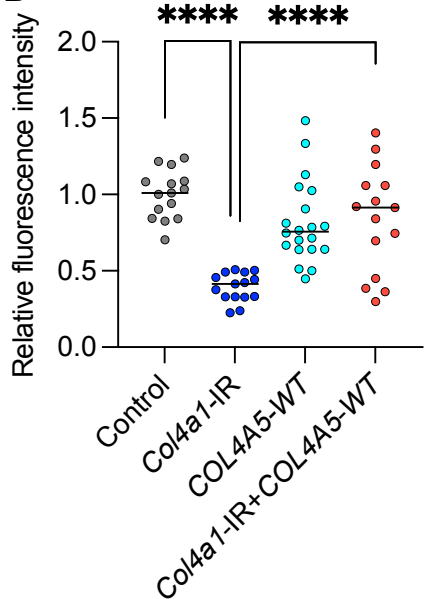 **** ****
Relative fluorescence intensity
2.0
1.5
1.0
0.5
0.0
Control
Col4a1-IR
COL4A5-WT
Col4a1-IR+COL4A5-WT